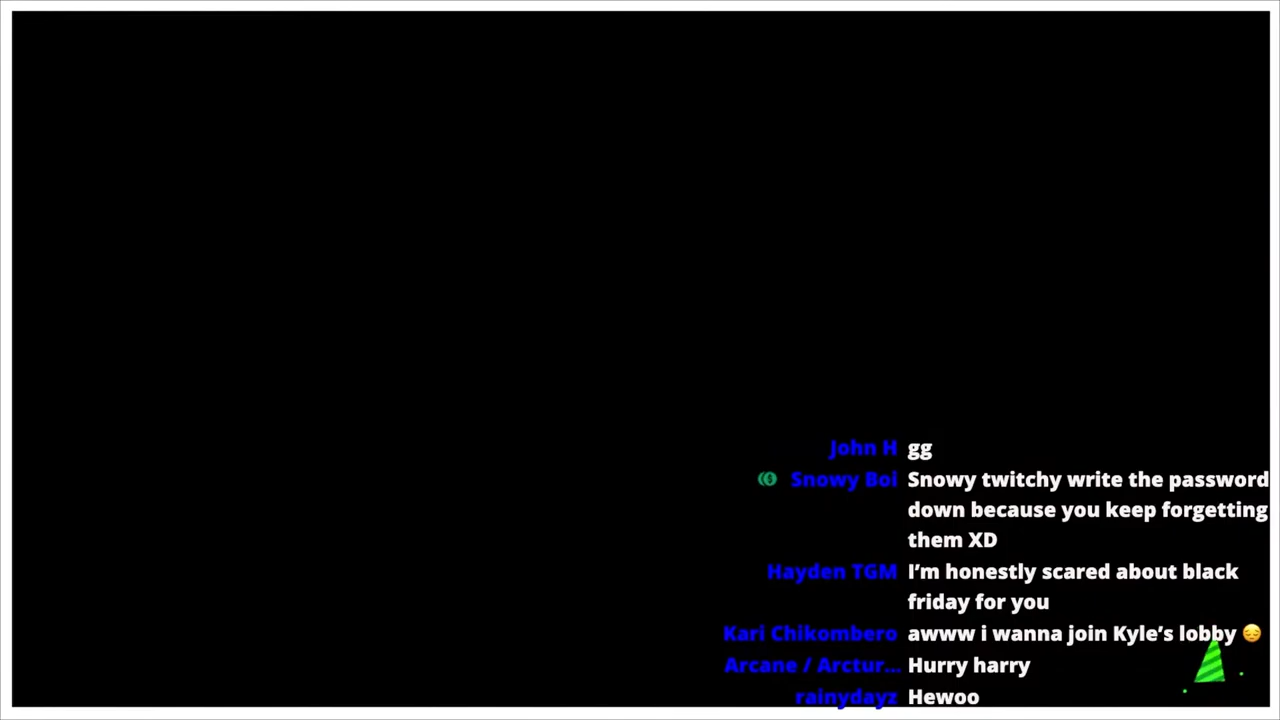 John H gg
Snowy Boi Snowy twitchy write the password
down because you keep forgetting
them XD
Hayden TGM I’m honestly scared about black
friday for you
Kari Chikombero awww i wanna join Kyle’s lobby 😔
Arcane / Arctur... Hurry harry
rainydayz Hewoo